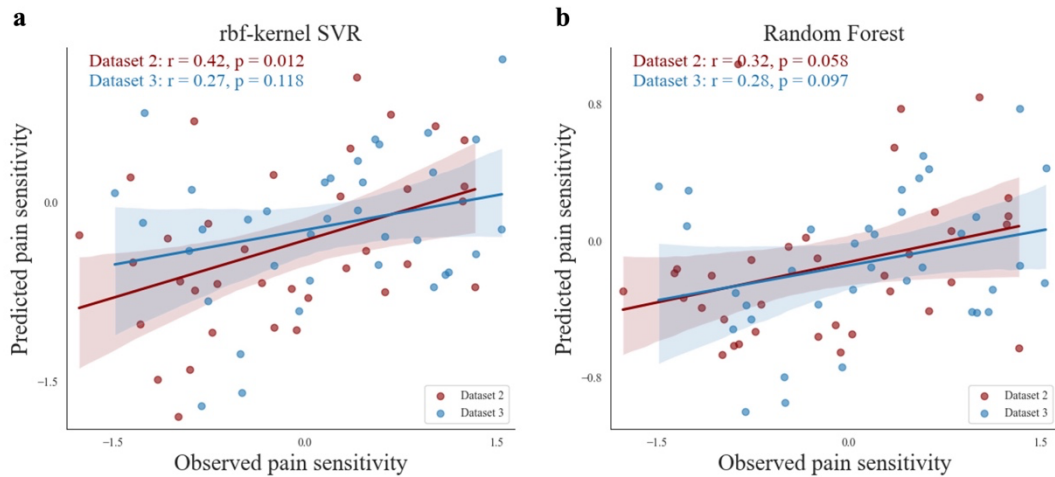 a
rbf-kernel SVR
Dataset 2: r = 0.42, p = 0.012
Dataset 3: r = 0.27, p = 0.118
Predicted pain sensitivity
0.0
−1.5
−1.5
0.0
1.5
Observed pain sensitivity
Dataset 2
Dataset 3
b
Random Forest
Dataset 2: r = 0.32, p = 0.058
Dataset 3: r = 0.28, p = 0.097
Predicted pain sensitivity
0.8
0.0
−0.8
−1.5
0.0
1.5
Observed pain sensitivity
Dataset 2
Dataset 3